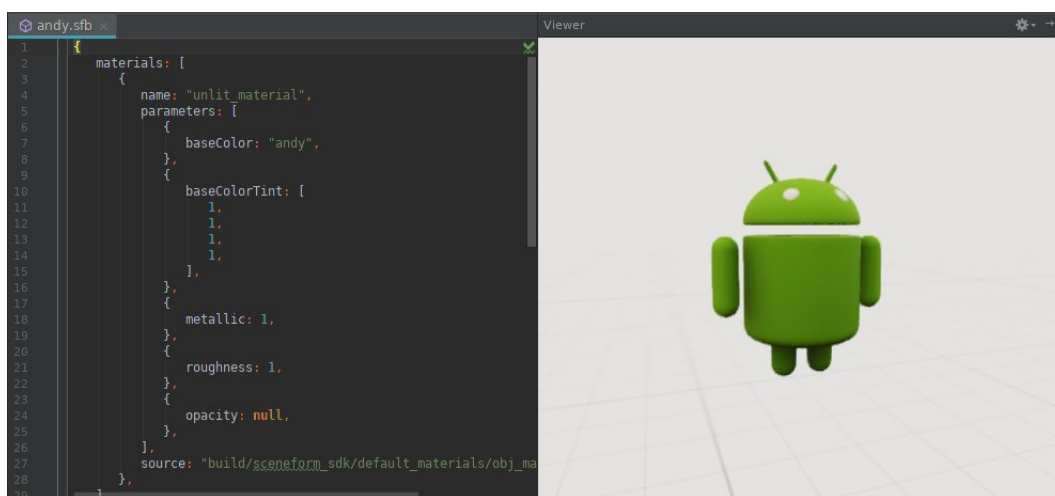 andy.sfb ×
Viewer
1 {
2 materials: [
3 {
4 name: "unlit_material",
5 parameters: [
6 {
7 baseColor: "andy",
8 },
9 {
10 baseColorTint: [
11 1,
12 1,
13 1,
14 1,
15 ],
16 },
17 {
18 metallic: 1,
19 },
20 {
21 roughness: 1,
22 },
23 {
24 opacity: null,
25 },
26 ],
27 source: "build/sceneform_sdk/default_materials/obj_ma
28 },
29 ]